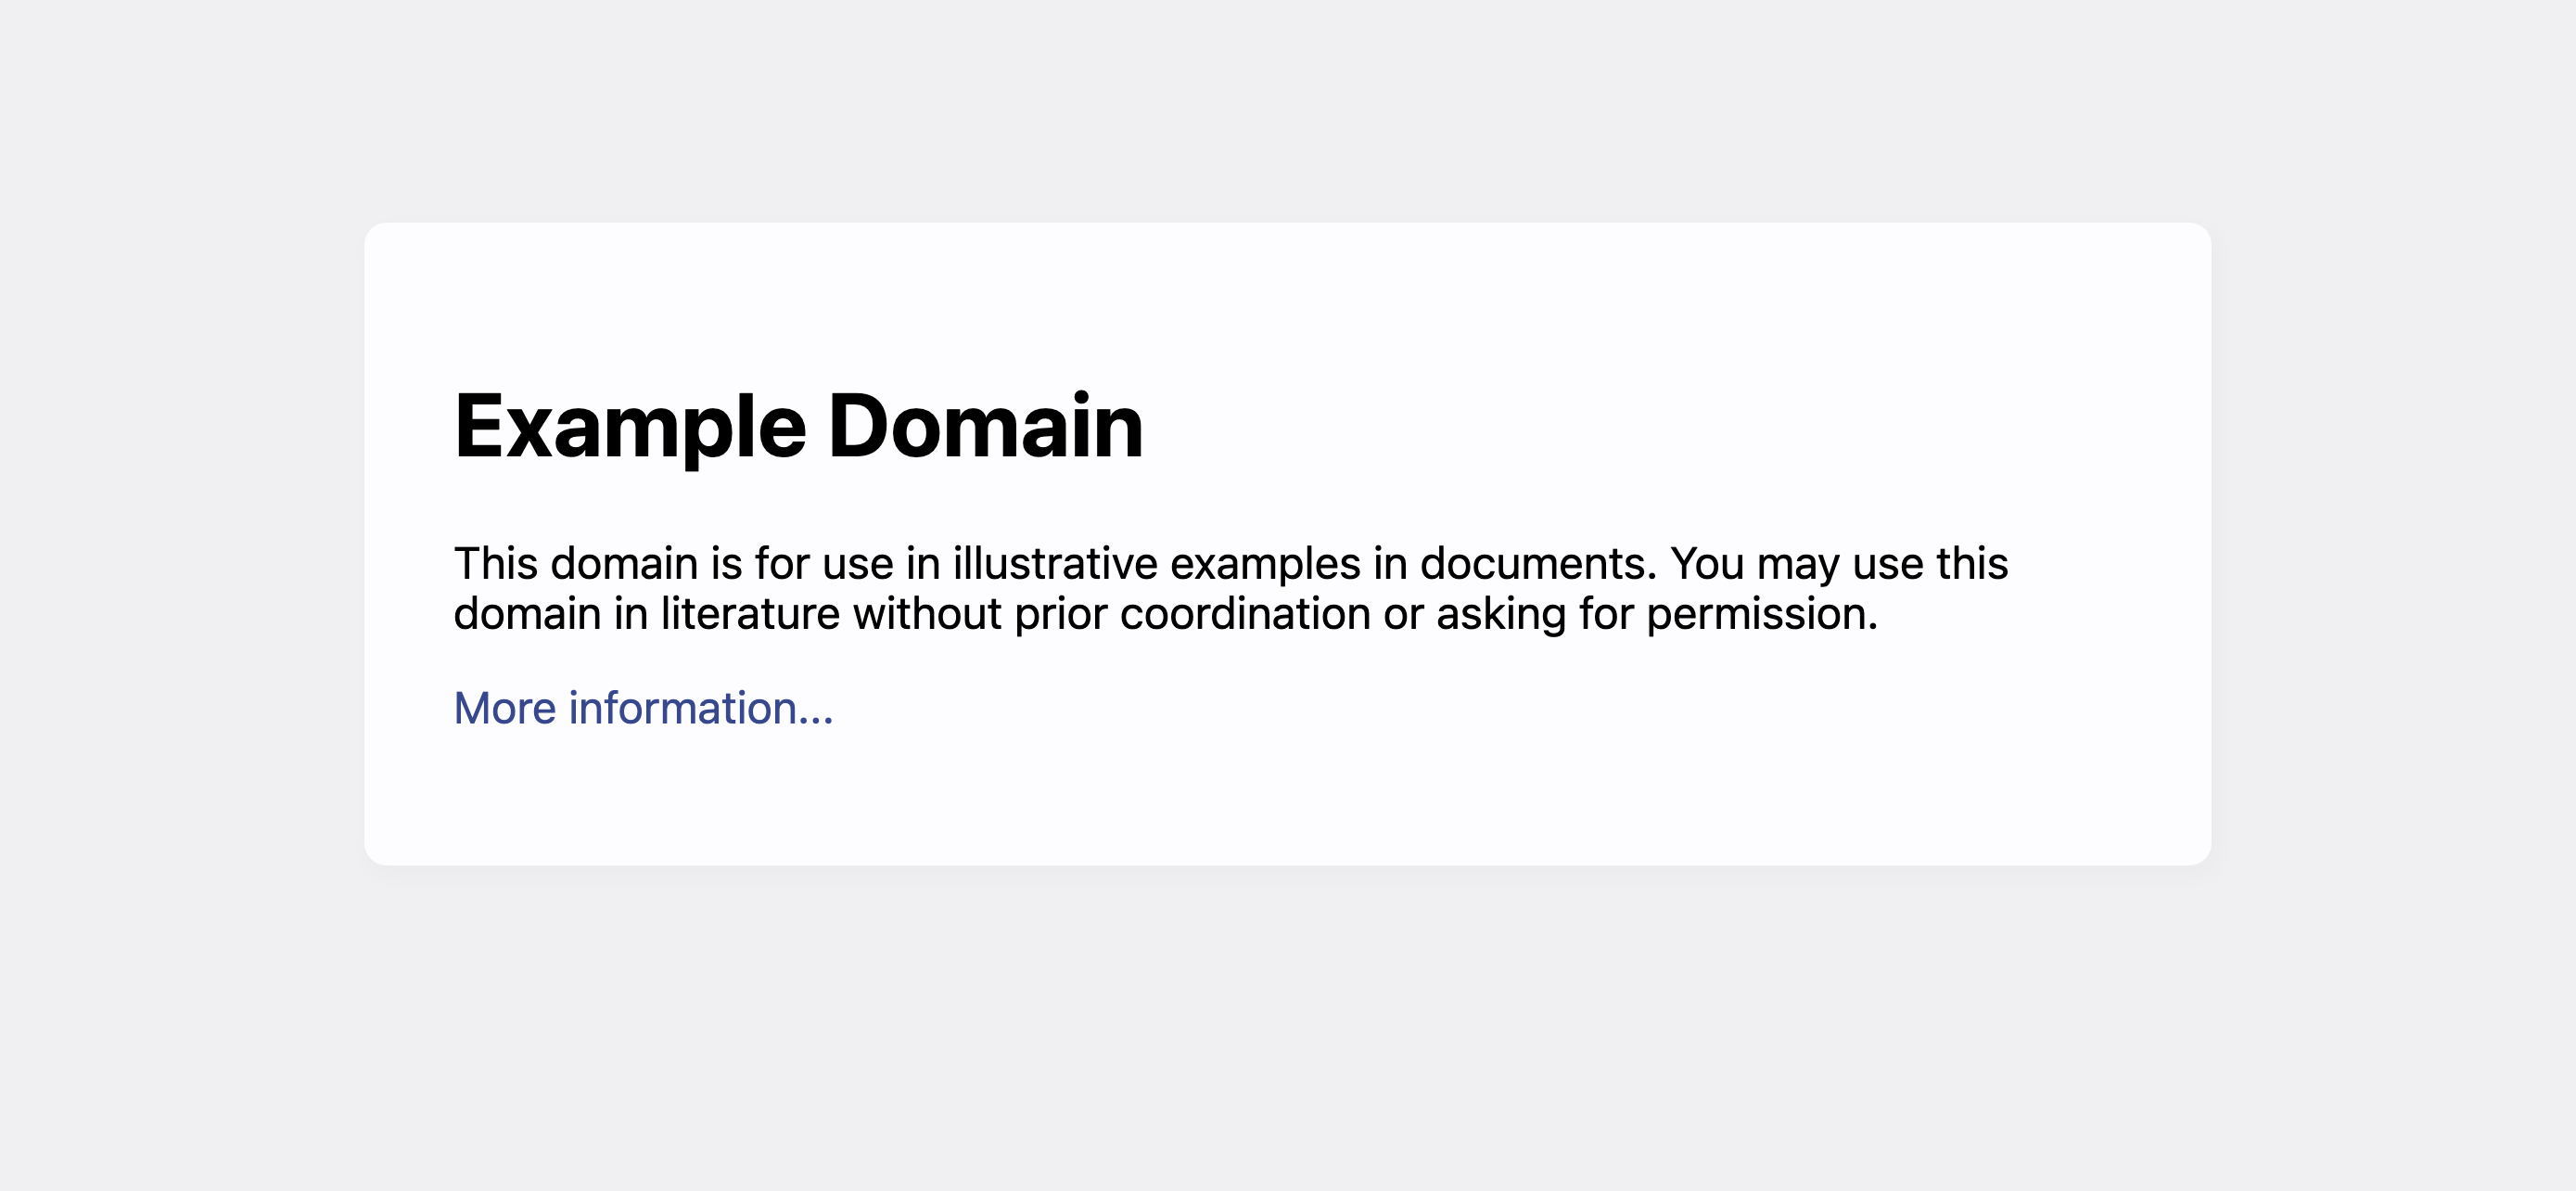 Example Domain
This domain is for use in illustrative examples in documents. You may use this
domain in literature without prior coordination or asking for permission.
More information...